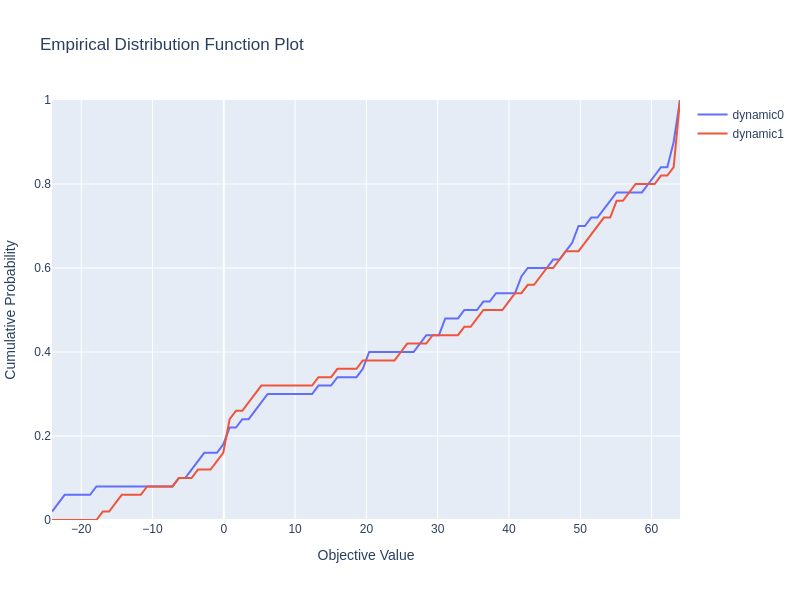 Empirical Distribution Function Plot
dynamic0
dynamic1
1
0.8
0.6
0.4
0.2
0
Cumulative Probability
−20 −10 0 10 20 30 40 50 60
Objective Value